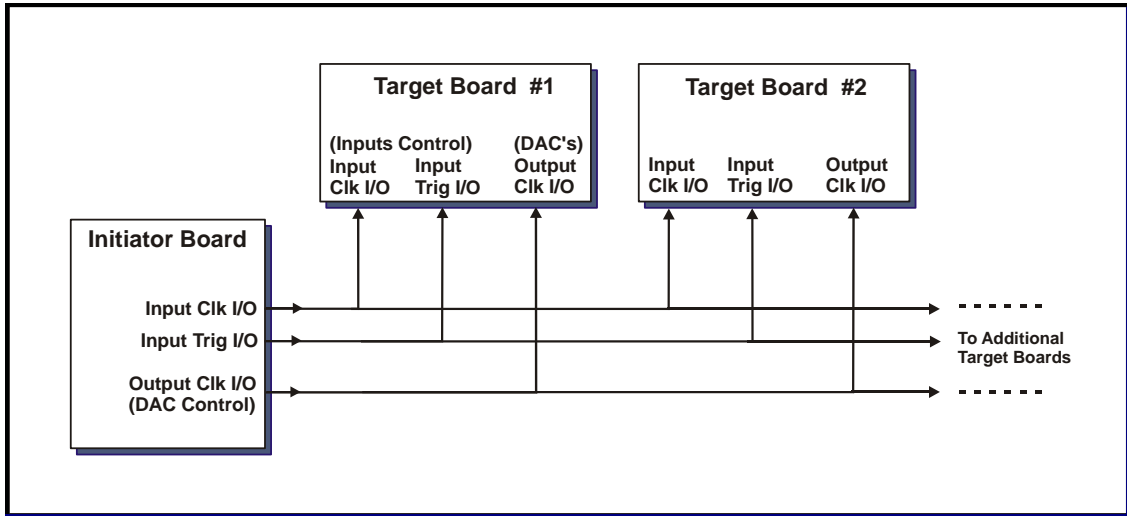 Target Board #1
(Inputs Control) (DAC's)
Input Input Output
Clk I/O Trig I/O Clk I/O
Target Board #2
Input Input Output
Clk I/O Trig I/O Clk I/O
Initiator Board
Input Clk I/O
Input Trig I/O
Output Clk I/O
(DAC Control)
To Additional
Target Boards